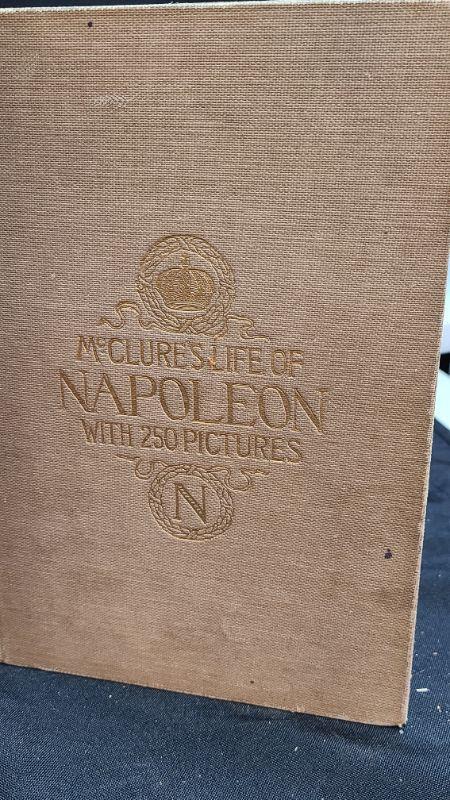 McCLURE'S LIFE OF
NAPOLEON
WITH 250 PICTURES
N